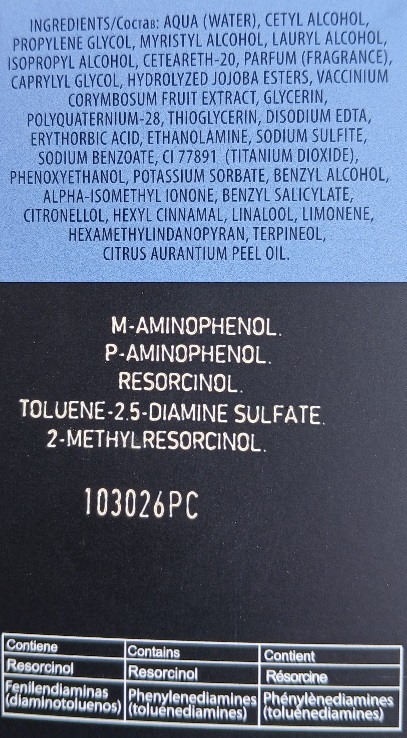 INGREDIENTS/Состав: AQUA (WATER), CETYL ALCOHOL,
PROPYLENE GLYCOL, MYRISTYL ALCOHOL, LAURYL ALCOHOL,
ISOPROPYL ALCOHOL, CETEARETH-20, PARFUM (FRAGRANCE),
CAPRYLYL GLYCOL, HYDROLYZED JOJOBA ESTERS, VACCINIUM
CORYMBOSUM FRUIT EXTRACT, GLYCERIN,
POLYQUATERNIUM-28, THIOGLYCERIN, DISODIUM EDTA,
ERYTHORBIC ACID, ETHANOLAMINE, SODIUM SULFITE,
SODIUM BENZOATE, CI 77891 (TITANIUM DIOXIDE),
PHENOXYETHANOL, POTASSIUM SORBATE, BENZYL ALCOHOL,
ALPHA-ISOMETHYL IONONE, BENZYL SALICYLATE,
CITRONELLOL, HEXYL CINNAMAL, LINALOOL, LIMONENE,
HEXAMETHYLINDANOPYRAN, TERPINEOL,
CITRUS AURANTIUM PEEL OIL.
M-AMINOPHENOL.
P-AMINOPHENOL.
RESORCINOL.
TOLUENE-2.5-DIAMINE SULFATE.
2-METHYLRESORCINOL.
103026PC
Contiene Contains Contient
Resorcinol Resorcinol Résorcine
Fenilendiaminas Phenylenediamines Phénylènediamines
(diaminotoluenos) (toluenediamines) (toluènediamines)